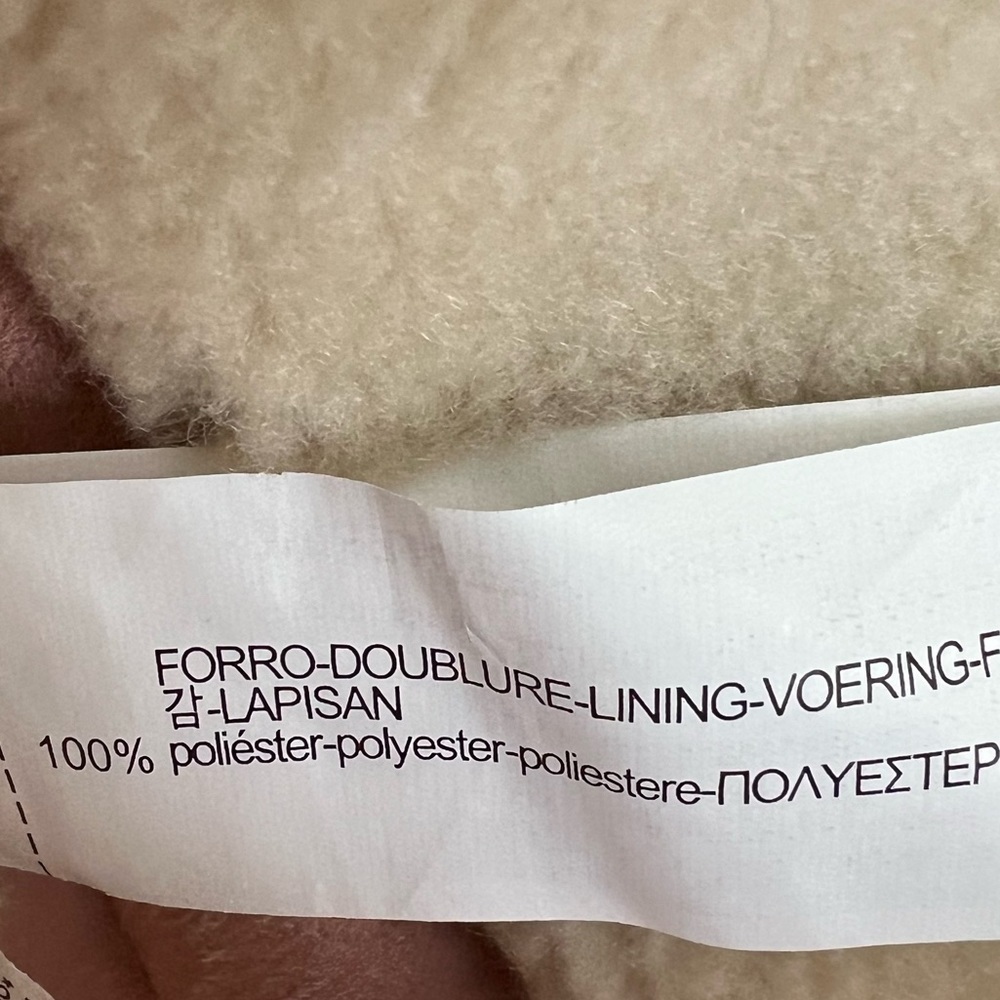 FORRO-DOUBLURE-LINING-VOERING-F
감-LAPISAN
100% poliéster-polyester-poliestere-ΠΟΛΥΕΣΤΕΡ